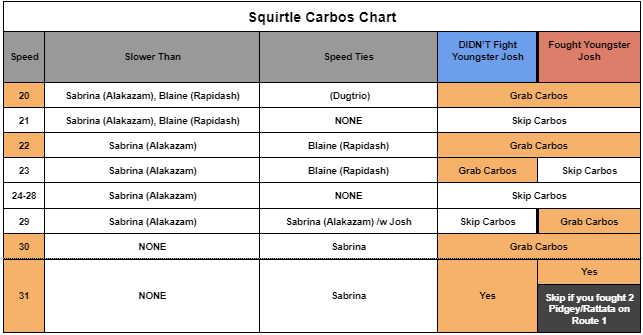 Squirtle Carbos Chart
Speed Slower Than Speed Ties DIDN'T Fight Youngster Josh Fought Youngster Josh
20 Sabrina (Alakazam), Blaine (Rapidash) (Dugtrio) Grab Carbos
21 Sabrina (Alakazam), Blaine (Rapidash) NONE Skip Carbos
22 Sabrina (Alakazam) Blaine (Rapidash) Grab Carbos
23 Sabrina (Alakazam) Blaine (Rapidash) Grab Carbos Skip Carbos
24-28 Sabrina (Alakazam) NONE Skip Carbos
29 Sabrina (Alakazam) Sabrina (Alakazam) /w Josh Skip Carbos Grab Carbos
30 NONE Sabrina Grab Carbos
31 NONE Sabrina Yes Yes
Skip if you fought 2
Pidgey/Rattata on
Route 1